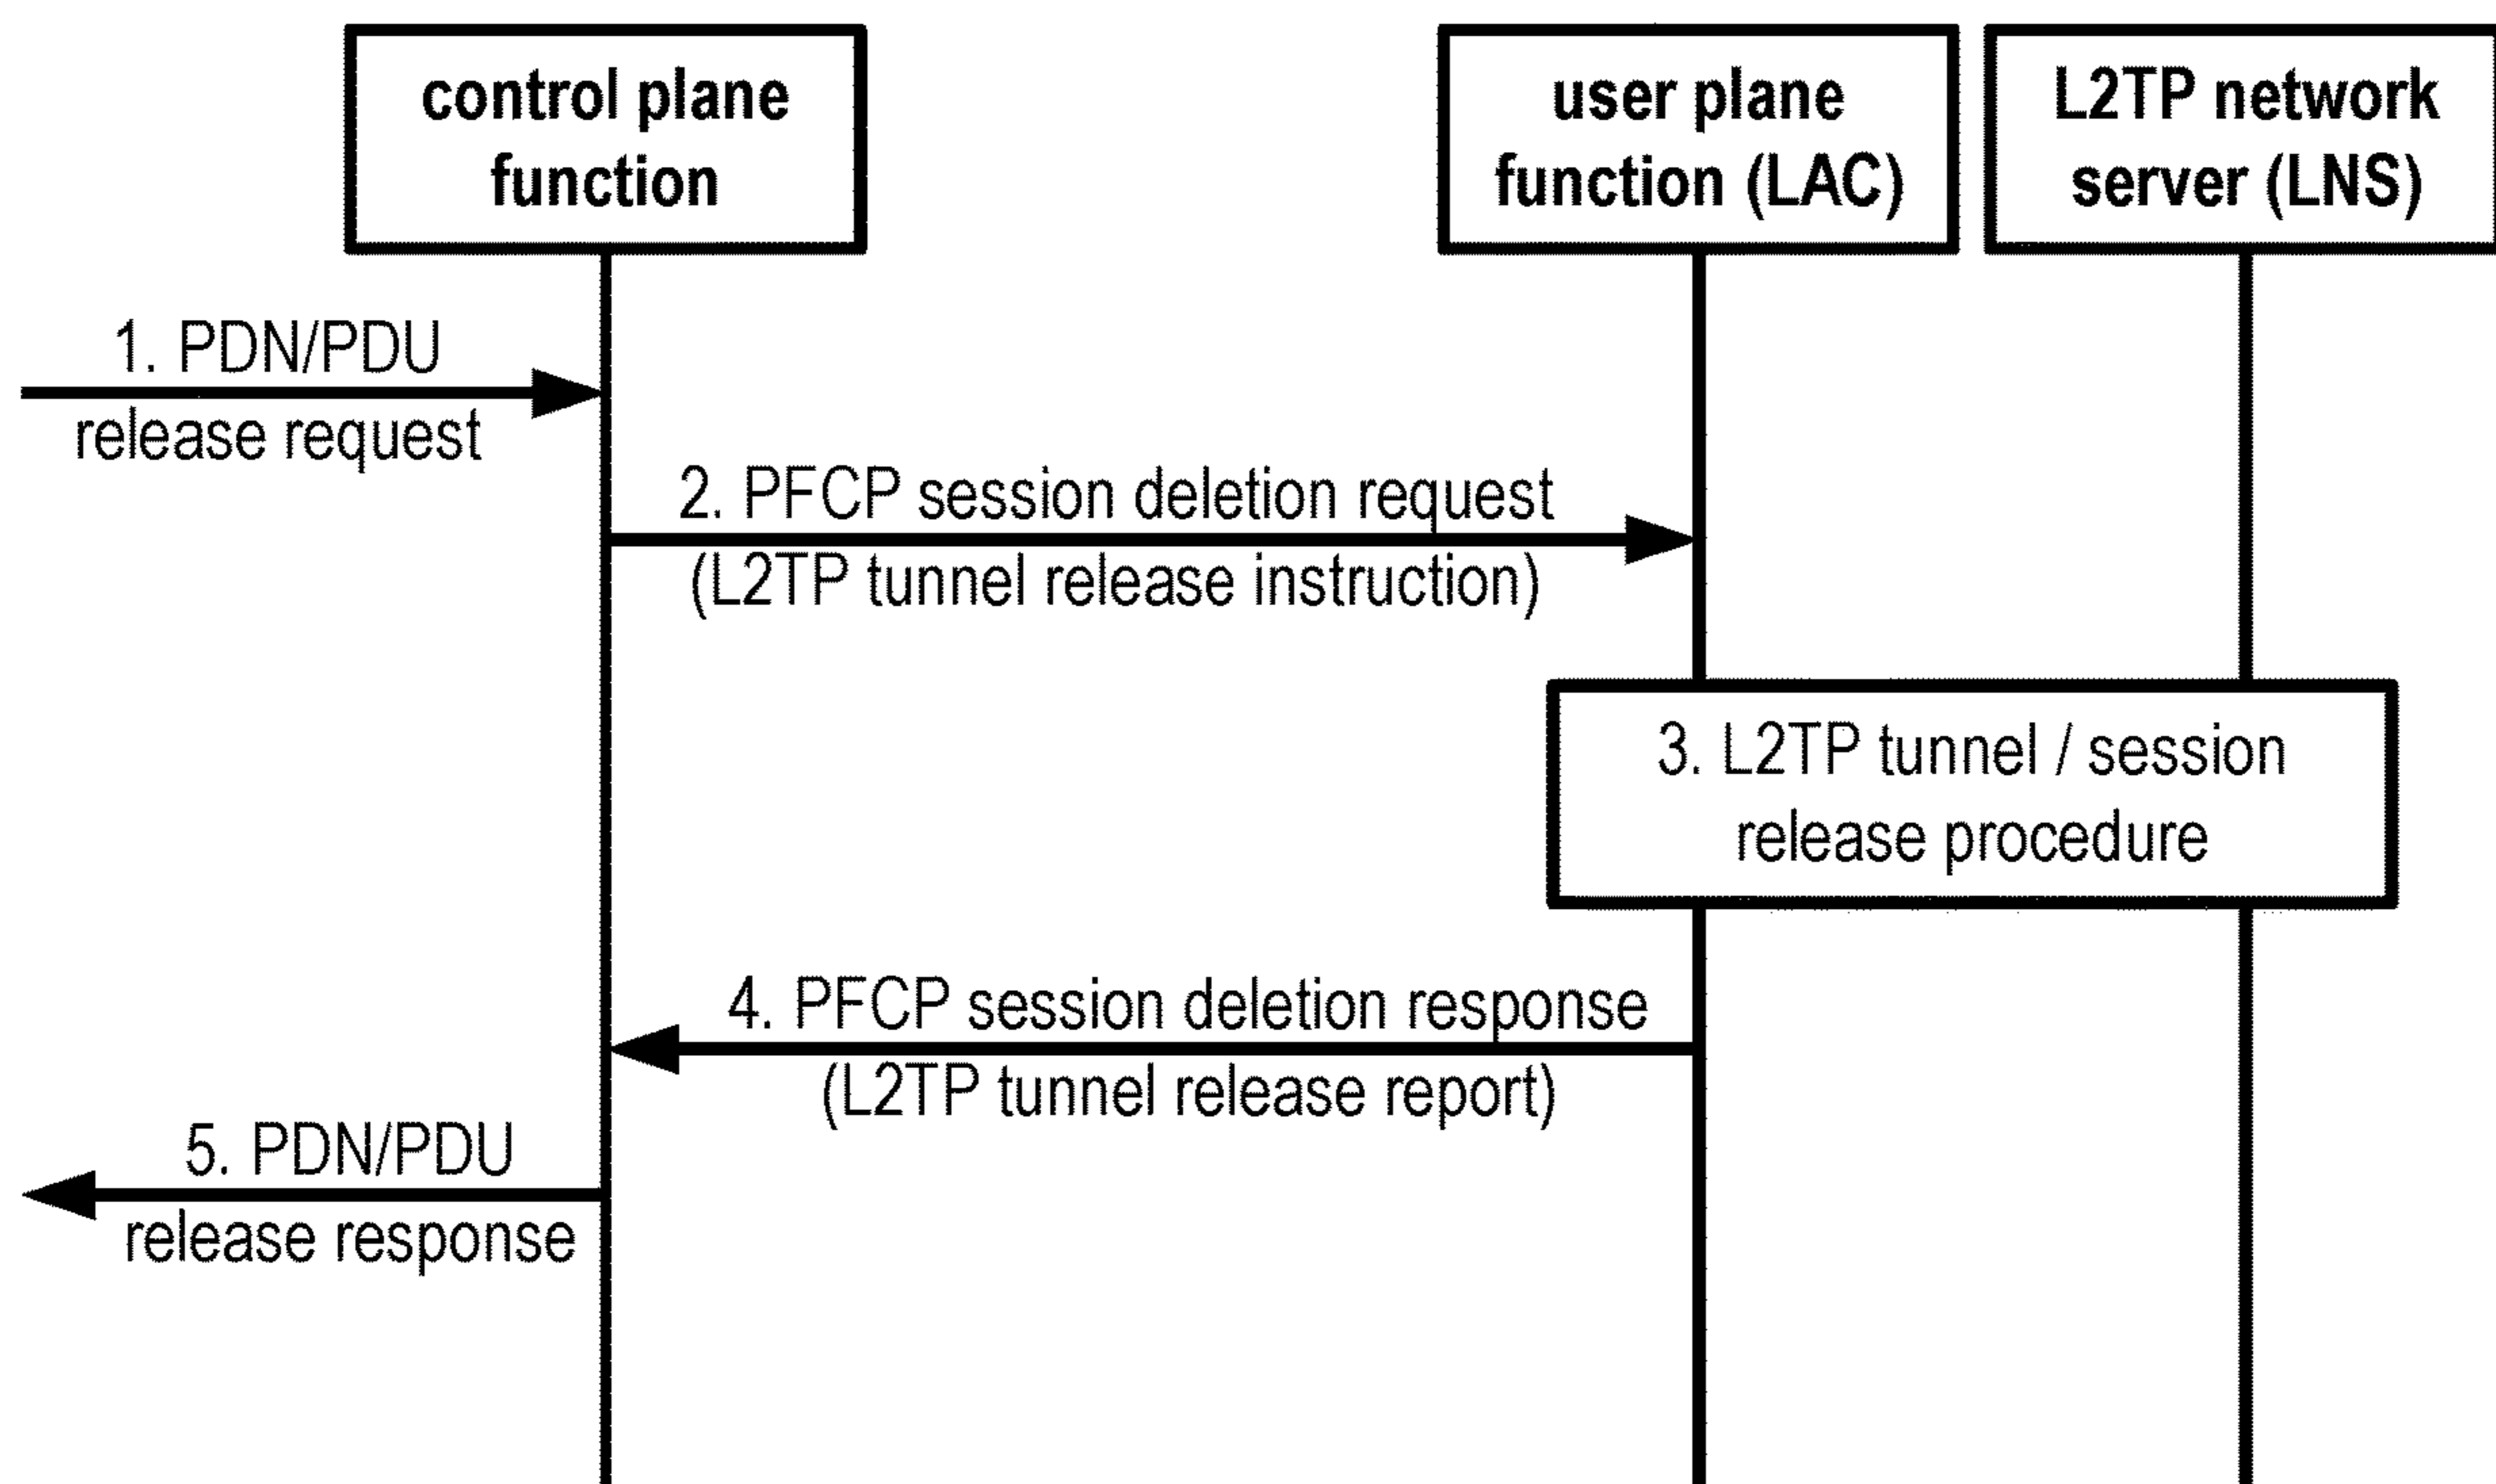 control plane
function
user plane
function (LAC)
L2TP network
server (LNS)
1. PDN/PDU
release request
2. PFCP session deletion request
(L2TP tunnel release instruction)
3. L2TP tunnel / session
release procedure
4. PFCP session deletion response
(L2TP tunnel release report)
5. PDN/PDU
release response